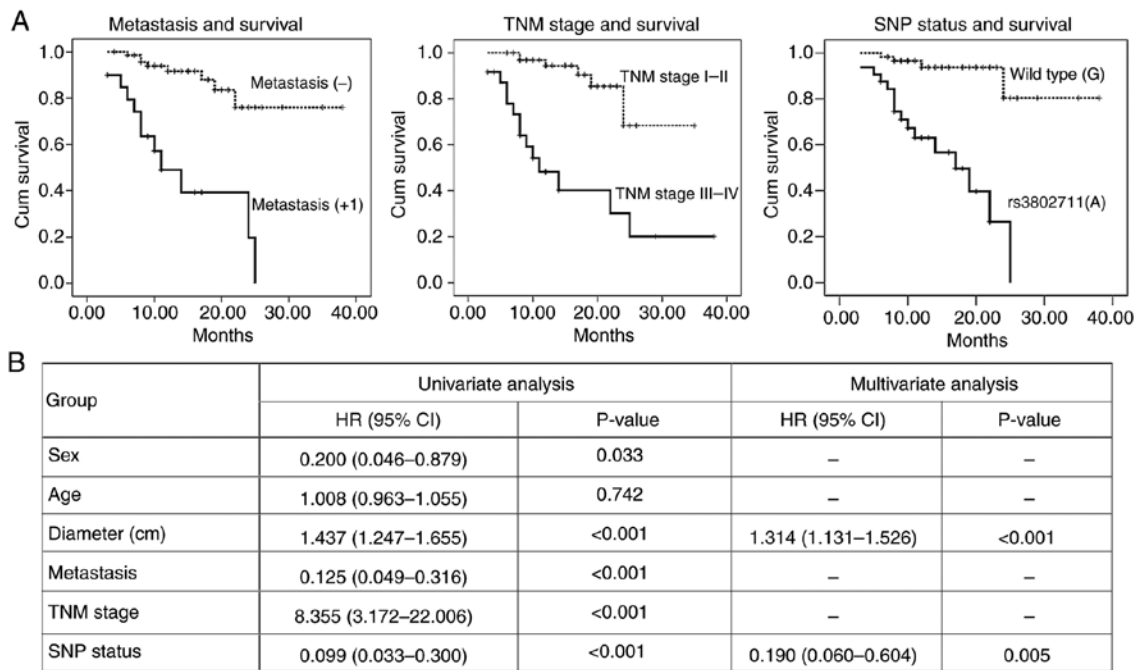 A
Metastasis and survival
TNM stage and survival
SNP status and survival
Cum survival
1.0
0.8
0.6
0.4
0.2
0.0
Metastasis (–)
Metastasis (+1)
0.00 10.00 20.00 30.00 40.00
Months
Cum survival
1.0
0.8
0.6
0.4
0.2
0.0
TNM stage I–II
TNM stage III–IV
0.00 10.00 20.00 30.00 40.00
Months
Cum survival
1.0
0.8
0.6
0.4
0.2
0.0
Wild type (G)
rs3802711(A)
0.00 10.00 20.00 30.00 40.00
Months
B
Group Univariate analysis Multivariate analysis
HR (95% CI) P-value HR (95% CI) P-value
Sex 0.200 (0.046–0.879) 0.033 – –
Age 1.008 (0.963–1.055) 0.742 – –
Diameter (cm) 1.437 (1.247–1.655) <0.001 1.314 (1.131–1.526) <0.001
Metastasis 0.125 (0.049–0.316) <0.001 – –
TNM stage 8.355 (3.172–22.006) <0.001 – –
SNP status 0.099 (0.033–0.300) <0.001 0.190 (0.060–0.604) 0.005